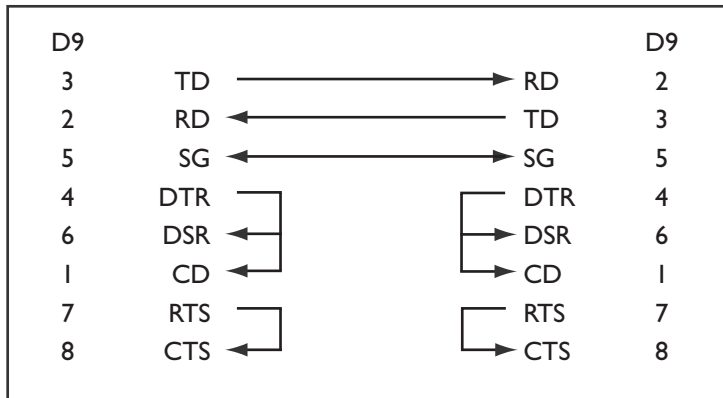 D9 D9
3 TD RD 2
2 RD TD 3
5 SG SG 5
4 DTR DTR 4
6 DSR DSR 6
1 CD CD 1
7 RTS RTS 7
8 CTS CTS 8